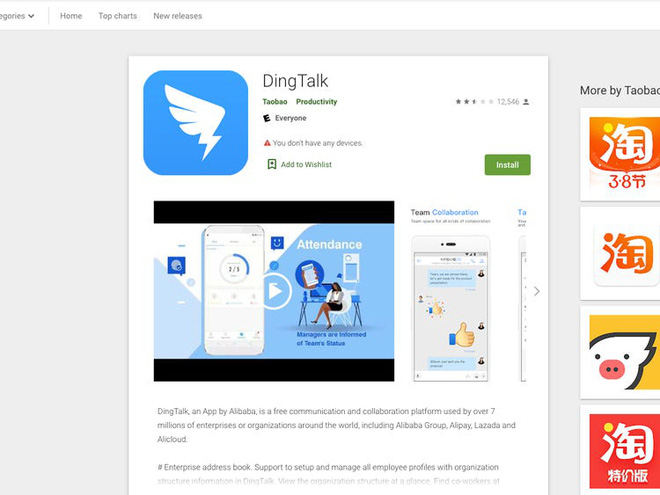 egories Home Top charts New releases
DingTalk
Taobao Productivity
12,546
E Everyone
You don't have any devices.
Add to Wishlist
Install
More by Taobao
淘
3·8节
淘
淘
特价版
Attendance
2/3
Managers are Informed
of Team's Status
Team Collaboration
Team space for all kinds of collaboration
Ta
DingTalk, an App by Alibaba, is a free communication and collaboration platform used by over 7
millions of enterprises or organizations around the world, including Alibaba Group, Alipay, Lazada and
Alicloud.
# Enterprise address book. Support to setup and manage all employee profiles with organization
structure information in DingTalk. View the organization structure at a glance. Find co-workers at